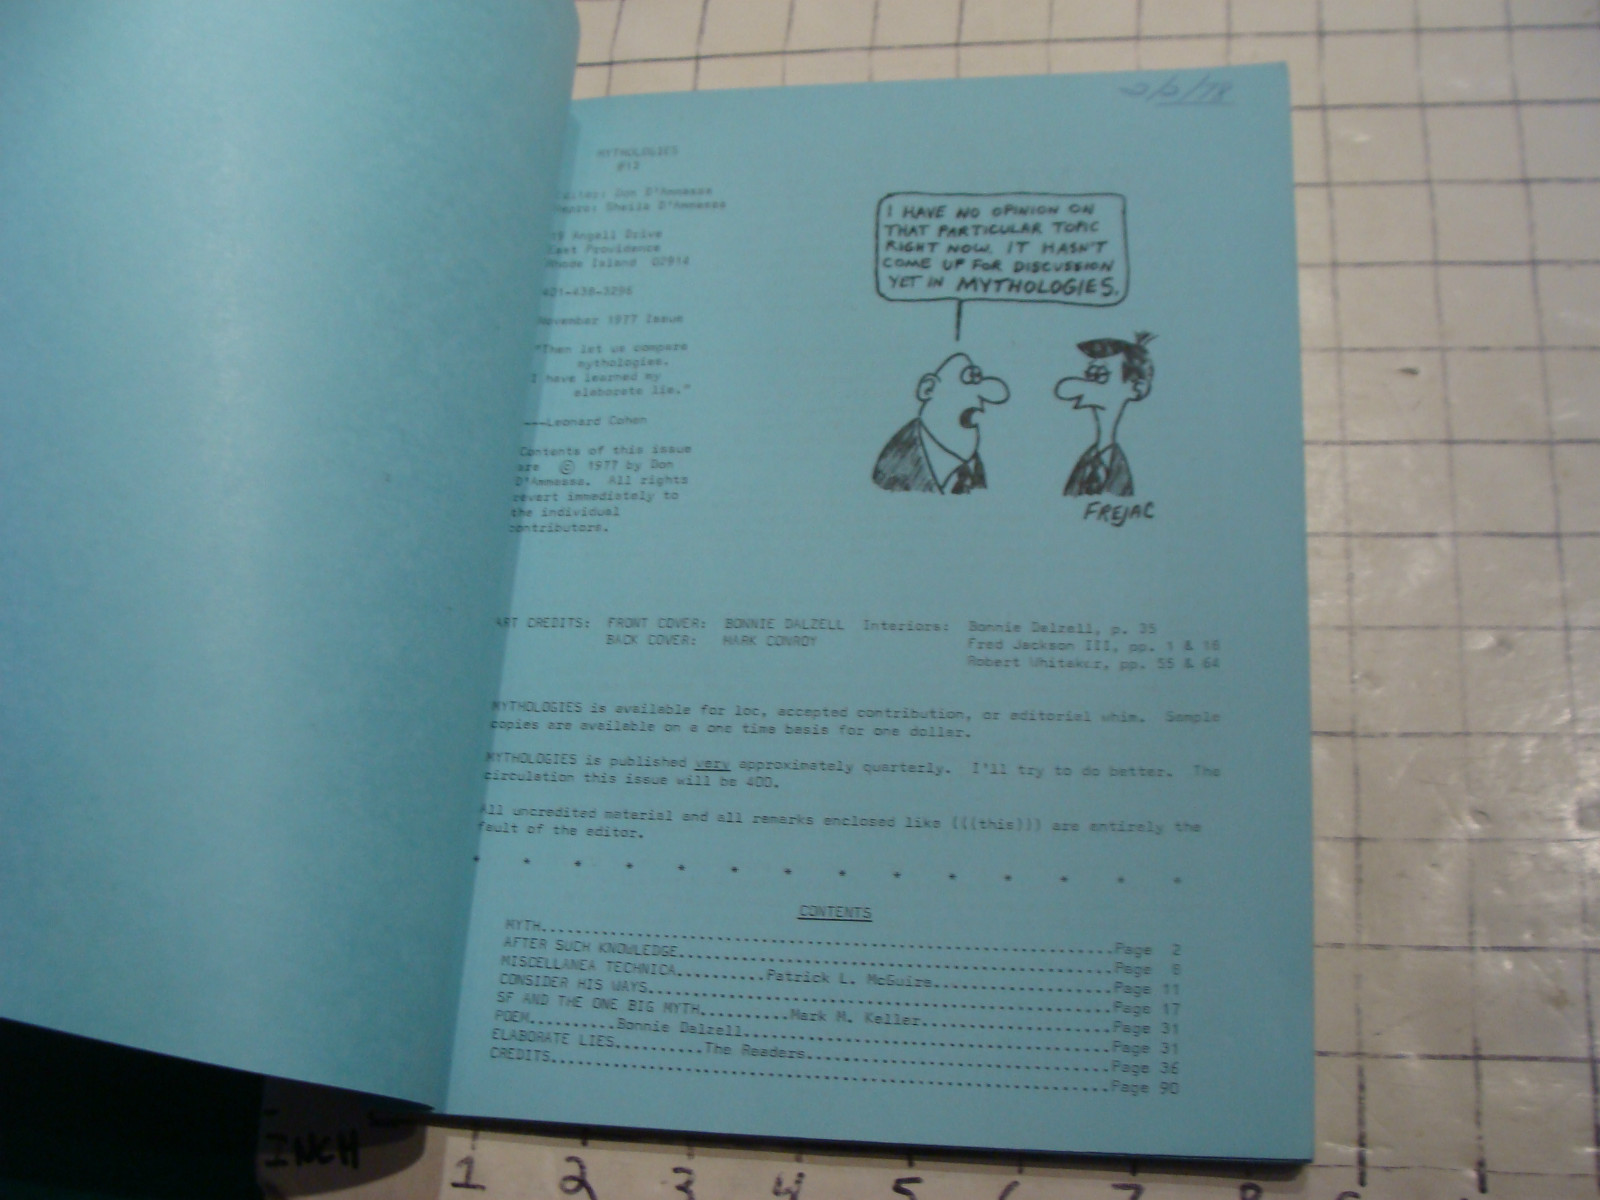 2/2/78
MYTHOLOGIES
#12
Don D'Ammassa
Sheila D'Ammassa
Angell Drive
East Providence
Rhode Island 02914
401-438-3296
November 1977 Issue
"Then let us compare
mythologies.
I have learned my
elaborate lie."
---Leonard Cohen
Contents of this issue
are © 1977 by Don
D'Ammassa. All rights
revert immediately to
the individual
contributors.
I HAVE NO OPINION ON
THAT PARTICULAR TOPIC
RIGHT NOW. IT HASN'T
COME UP FOR DISCUSSION
YET IN MYTHOLOGIES.
FREJAC
ART CREDITS: FRONT COVER: BONNIE DALZELL Interiors: Bonnie Dalzell, p. 35
BACK COVER: MARK CONROY Fred Jackson III, pp. 1 & 16
Robert Whitaker, pp. 55 & 64
MYTHOLOGIES is available for loc, accepted contribution, or editorial whim. Sample
copies are available on a one time basis for one dollar.
MYTHOLOGIES is published very approximately quarterly. I'll try to do better. The
circulation this issue will be 400.
All uncredited material and all remarks enclosed like (((this))) are entirely the
fault of the editor.
* * * * * * * * * * * * * *
CONTENTS
MYTH..........Page 2
AFTER SUCH KNOWLEDGE..........Page 6
MISCELLANEA TECHNICA..........Patrick L. McGuire..........Page 11
CONSIDER HIS WAYS..........Page 17
SF AND THE ONE BIG MYTH..........Mark M. Keller..........Page 31
POEM..........Bonnie Dalzell..........Page 31
ELABORATE LIES..........The Readers..........Page 36
CREDITS..........Page 90
INCH 1 2 3 4 5 6 7 8